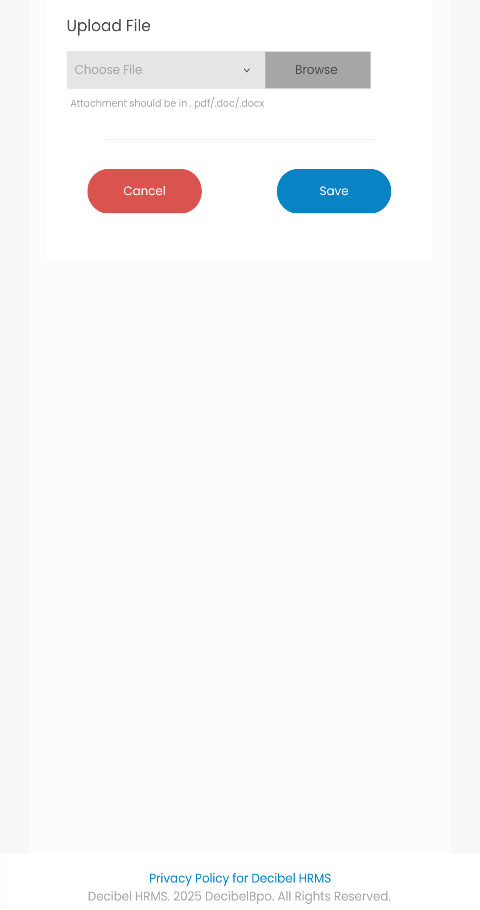 Upload File
Choose File
Browse
Attachment should be in . pdf/.doc/.docx
Cancel
Save
Privacy Policy for Decibel HRMS
Decibel HRMS. 2025 DecibelBpo. All Rights Reserved.